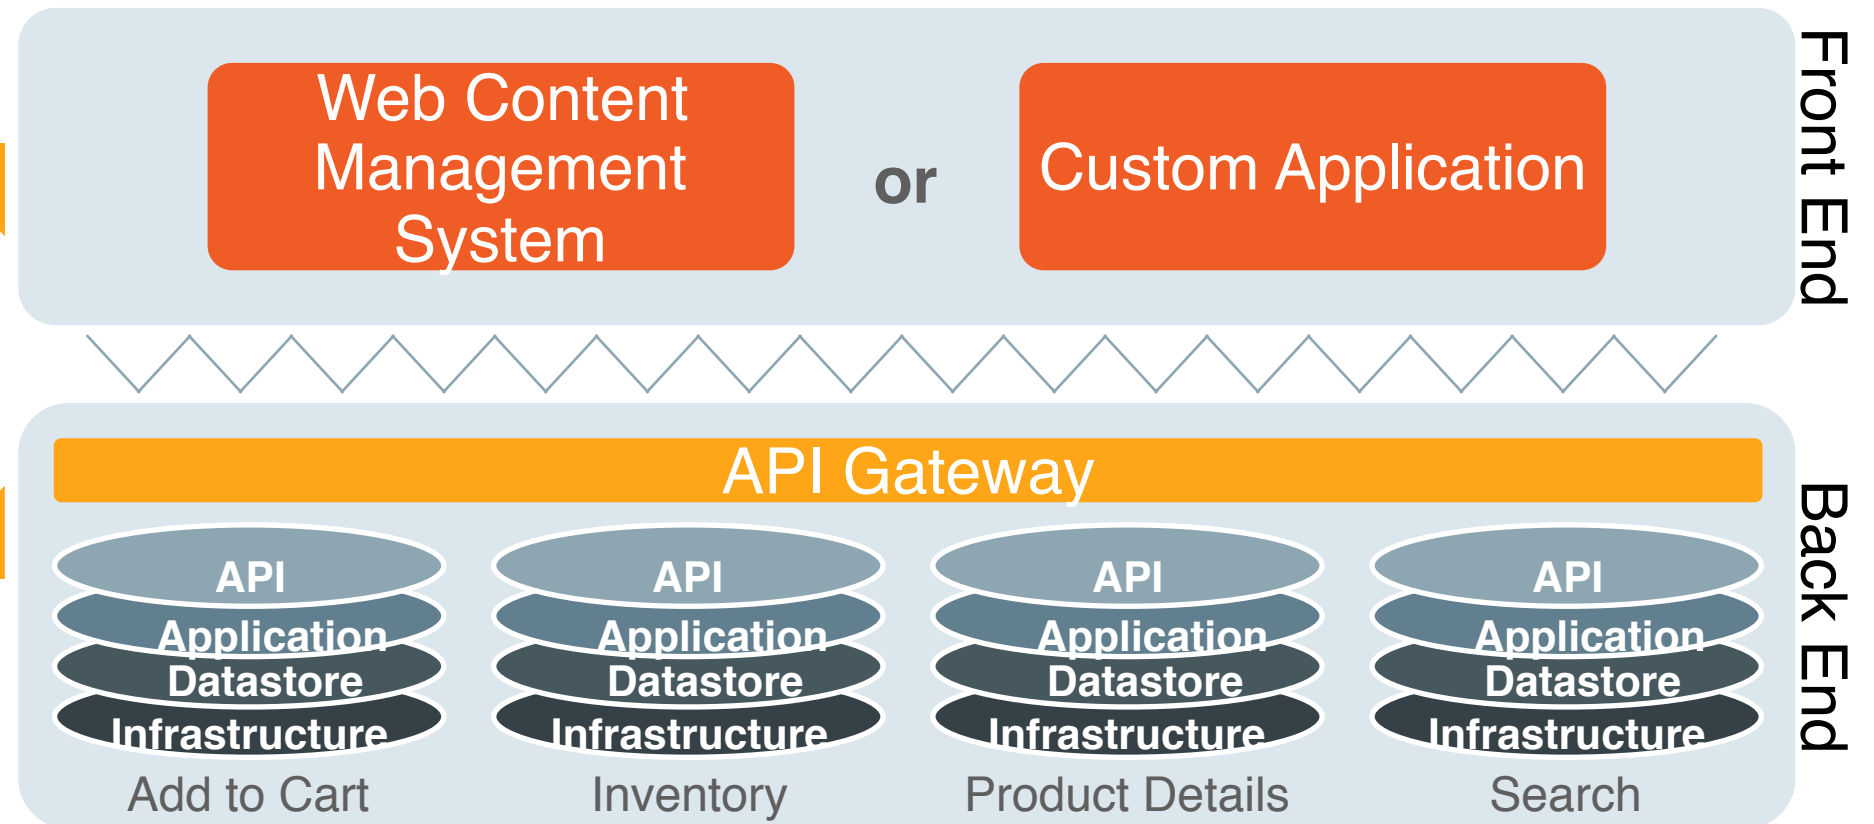 Web Content
Management
System
or
Custom Application
Front End
API Gateway
API
API
API
API
Application
Application
Application
Application
Datastore
Datastore
Datastore
Datastore
Infrastructure
Infrastructure
Infrastructure
Infrastructure
Add to Cart
Inventory
Product Details
Search
Back End